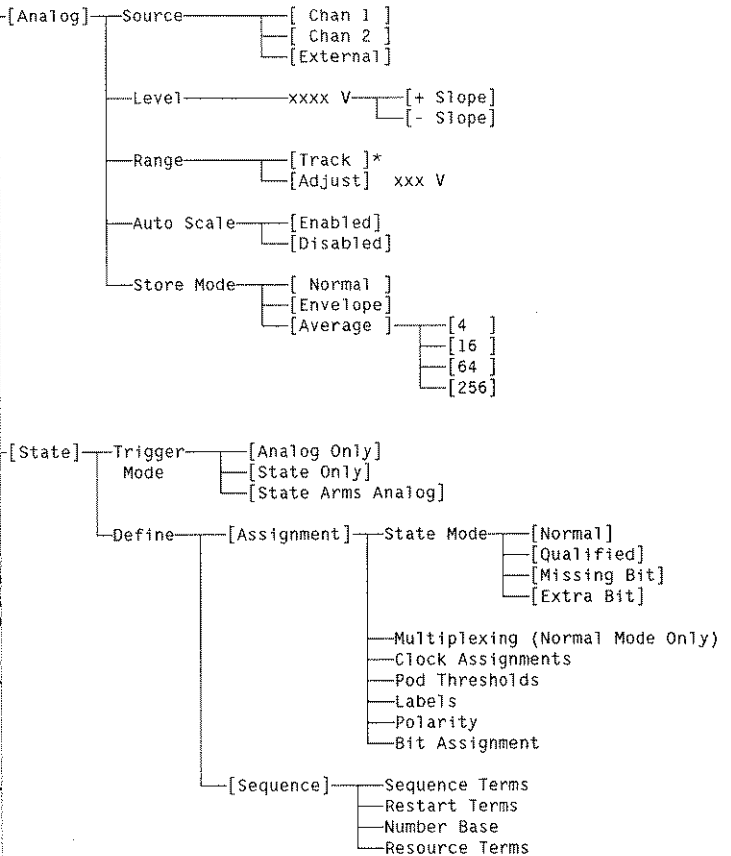 [Analog] Source [ Chan 1 ]
[ Chan 2 ]
[External]
Level xxxx V [+ Slope]
[- Slope]
Range [Track ]*
[Adjust] xxx V
Auto Scale [Enabled]
[Disabled]
Store Mode [ Normal ]
[Envelope]
[Average ] [4 ]
[16 ]
[64 ]
[256]
[State] Trigger [Analog Only]
Mode [State Only]
[State Arms Analog]
Define [Assignment] State Mode [Normal]
[Qualified]
[Missing Bit]
[Extra Bit]
Multiplexing (Normal Mode Only)
Clock Assignments
Pod Thresholds
Labels
Polarity
Bit Assignment
[Sequence] Sequence Terms
Restart Terms
Number Base
Resource Terms